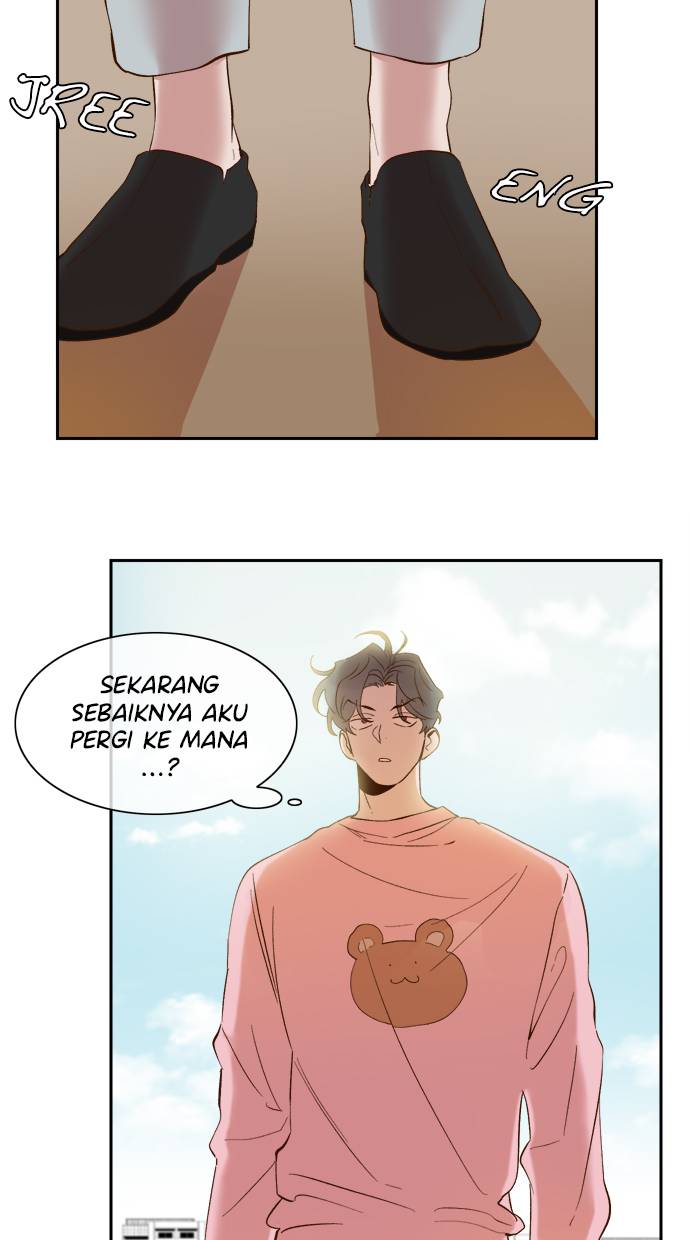 JREE
ENG
SEKARANG
SEBAIKNYA AKU
PERGI KE MANA
...?